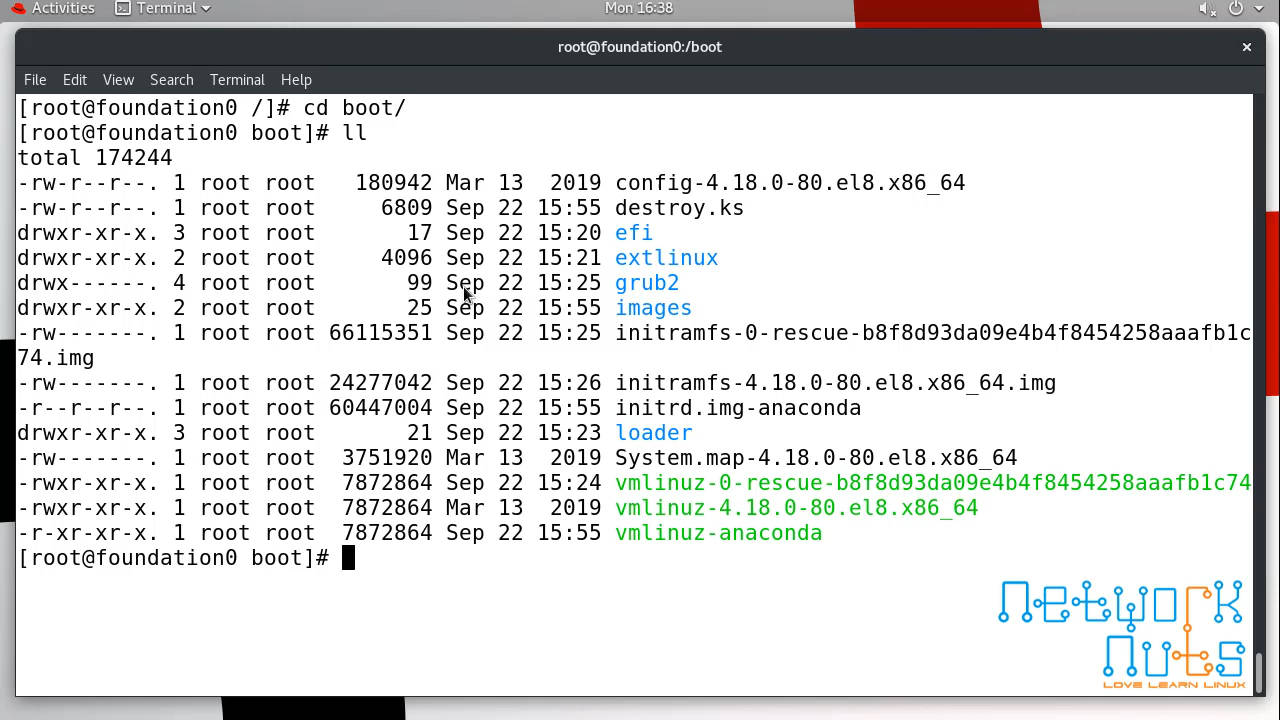 Activities Terminal Mon 16:38
root@foundation0:/boot ×
File Edit View Search Terminal Help
[root@foundation0 /]# cd boot/
[root@foundation0 boot]# ll
total 174244
-rw-r--r--. 1 root root   180942 Mar 13  2019 config-4.18.0-80.el8.x86_64
-rw-r--r--. 1 root root     6809 Sep 22 15:55 destroy.ks
drwxr-xr-x. 3 root root       17 Sep 22 15:20 efi
drwxr-xr-x. 2 root root     4096 Sep 22 15:21 extlinux
drwx------. 4 root root       99 Sep 22 15:25 grub2
drwxr-xr-x. 2 root root       25 Sep 22 15:55 images
-rw-------. 1 root root 66115351 Sep 22 15:25 initramfs-0-rescue-b8f8d93da09e4b4f8454258aaafb1c
74.img
-rw-------. 1 root root 24277042 Sep 22 15:26 initramfs-4.18.0-80.el8.x86_64.img
-r--r--r--. 1 root root 60447004 Sep 22 15:55 initrd.img-anaconda
drwxr-xr-x. 3 root root       21 Sep 22 15:23 loader
-rw-------. 1 root root  3751920 Mar 13  2019 System.map-4.18.0-80.el8.x86_64
-rwxr-xr-x. 1 root root  7872864 Sep 22 15:24 vmlinuz-0-rescue-b8f8d93da09e4b4f8454258aaafb1c74
-rwxr-xr-x. 1 root root  7872864 Mar 13  2019 vmlinuz-4.18.0-80.el8.x86_64
-r-xr-xr-x. 1 root root  7872864 Sep 22 15:55 vmlinuz-anaconda
[root@foundation0 boot]#
network
nuts
LOVE LEARN LINUX